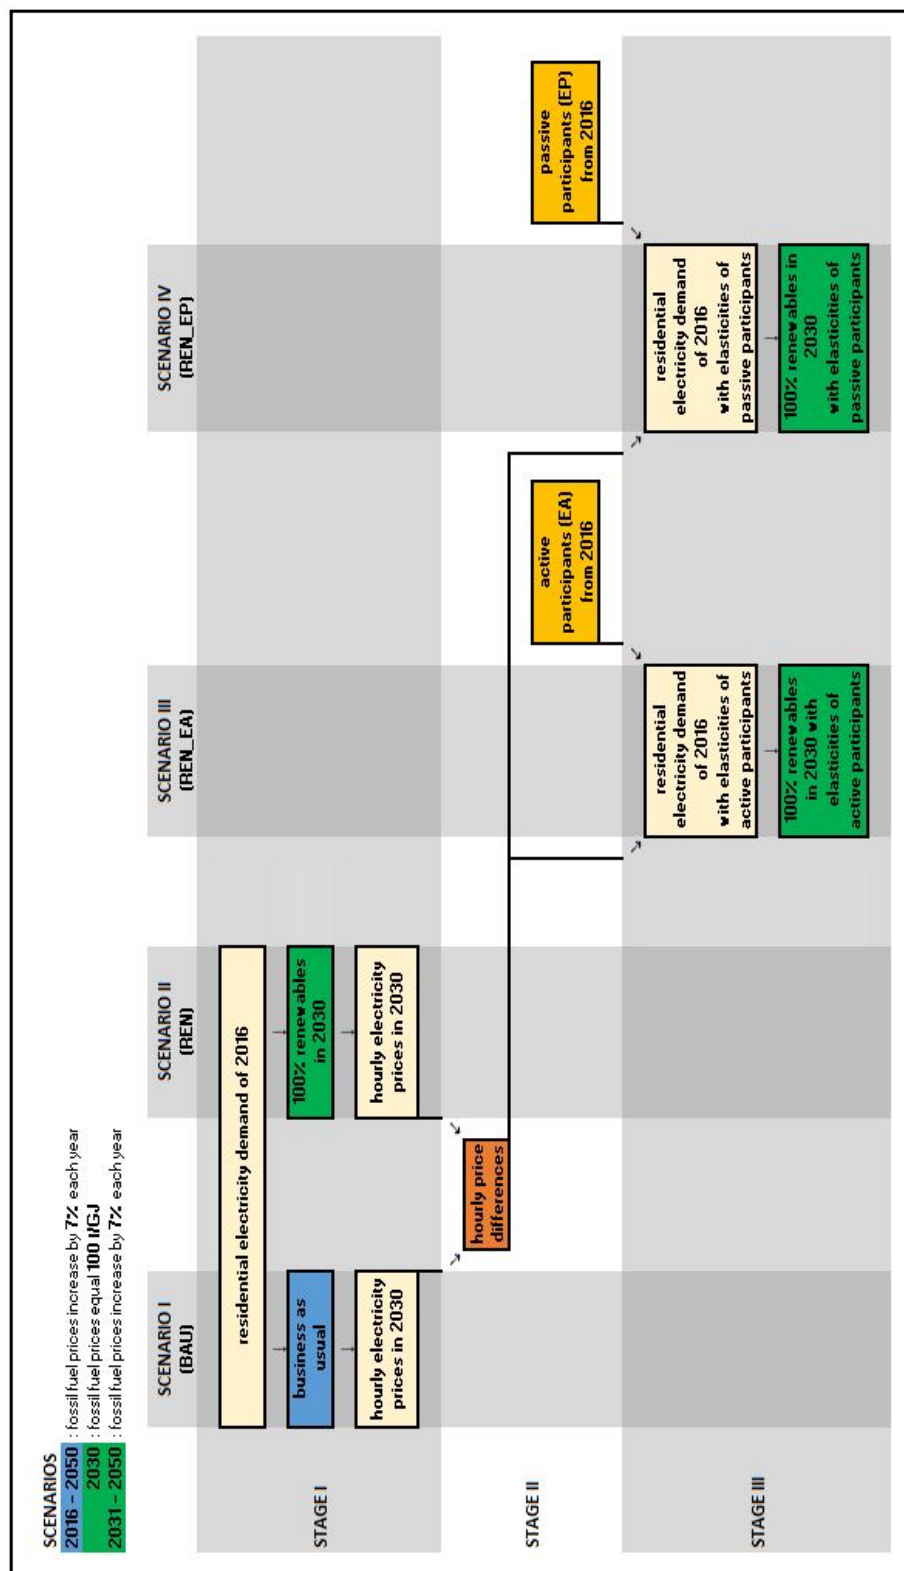 SCENARIOS
2016 – 2050 : fossil fuel prices increase by 7% each year
2030 : fossil fuel prices equal 100 I/GJ
2031 – 2050 : fossil fuel prices increase by 7% each year
SCENARIO I
(BAU)
SCENARIO II
(REN)
SCENARIO III
(REN_EA)
SCENARIO IV
(REN_EP)
STAGE I
residential electricity demand of 2016
business as
usual
100% renewables
in 2030
hourly electricity
prices in 2030
hourly electricity
prices in 2030
STAGE II
hourly price
differences
active
participants (EA)
from 2016
passive
participants (EP)
from 2016
STAGE III
residential
electricity demand
of 2016
with elasticities of
active participants
residential
electricity demand
of 2016
with elasticities of
passive participants
100% renewables
in 2030 with
elasticities of
active participants
100% renewables in
2030
with elasticities of
passive participants